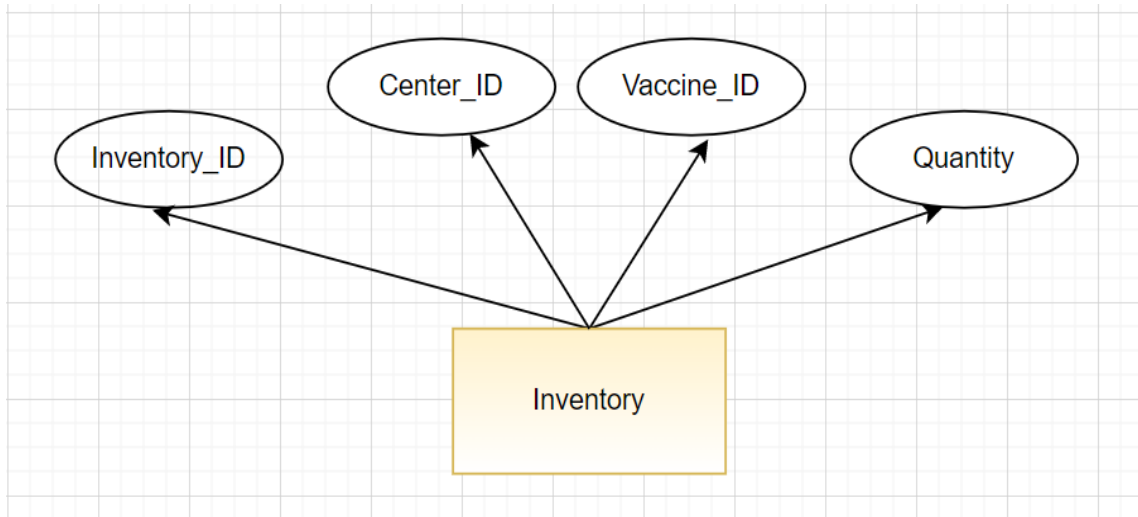 Center_ID
Vaccine_ID
Inventory_ID
Quantity
Inventory